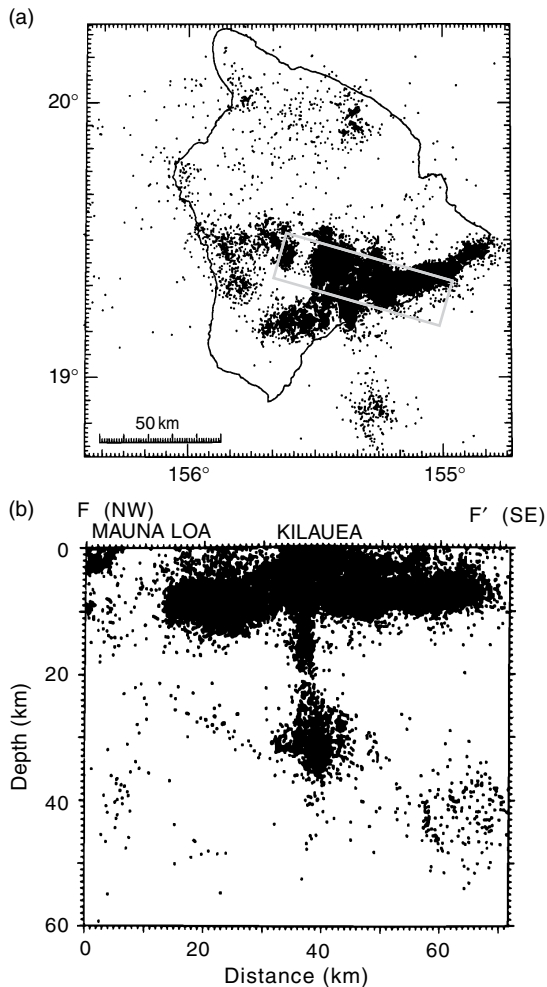 (a)
20°
19°
50 km
156° 155°
(b) F (NW) F′ (SE)
MAUNA LOA KILAUEA
0
20
40
60
Depth (km)
0 20 40 60
Distance (km)